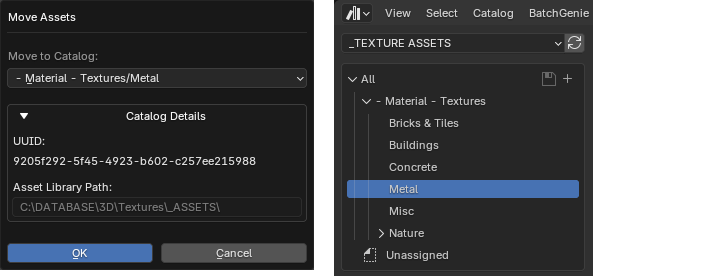 Move Assets
Move to Catalog:
- Material - Textures/Metal
Catalog Details
UUID:
9205f292-5f45-4923-b602-c257ee215988
Asset Library Path:
C:\DATABASE\3D\Textures\_ASSETS\
OK
Cancel
View Select Catalog BatchGenie
_TEXTURE ASSETS
All
- Material - Textures
Bricks & Tiles
Buildings
Concrete
Metal
Misc
Nature
Unassigned